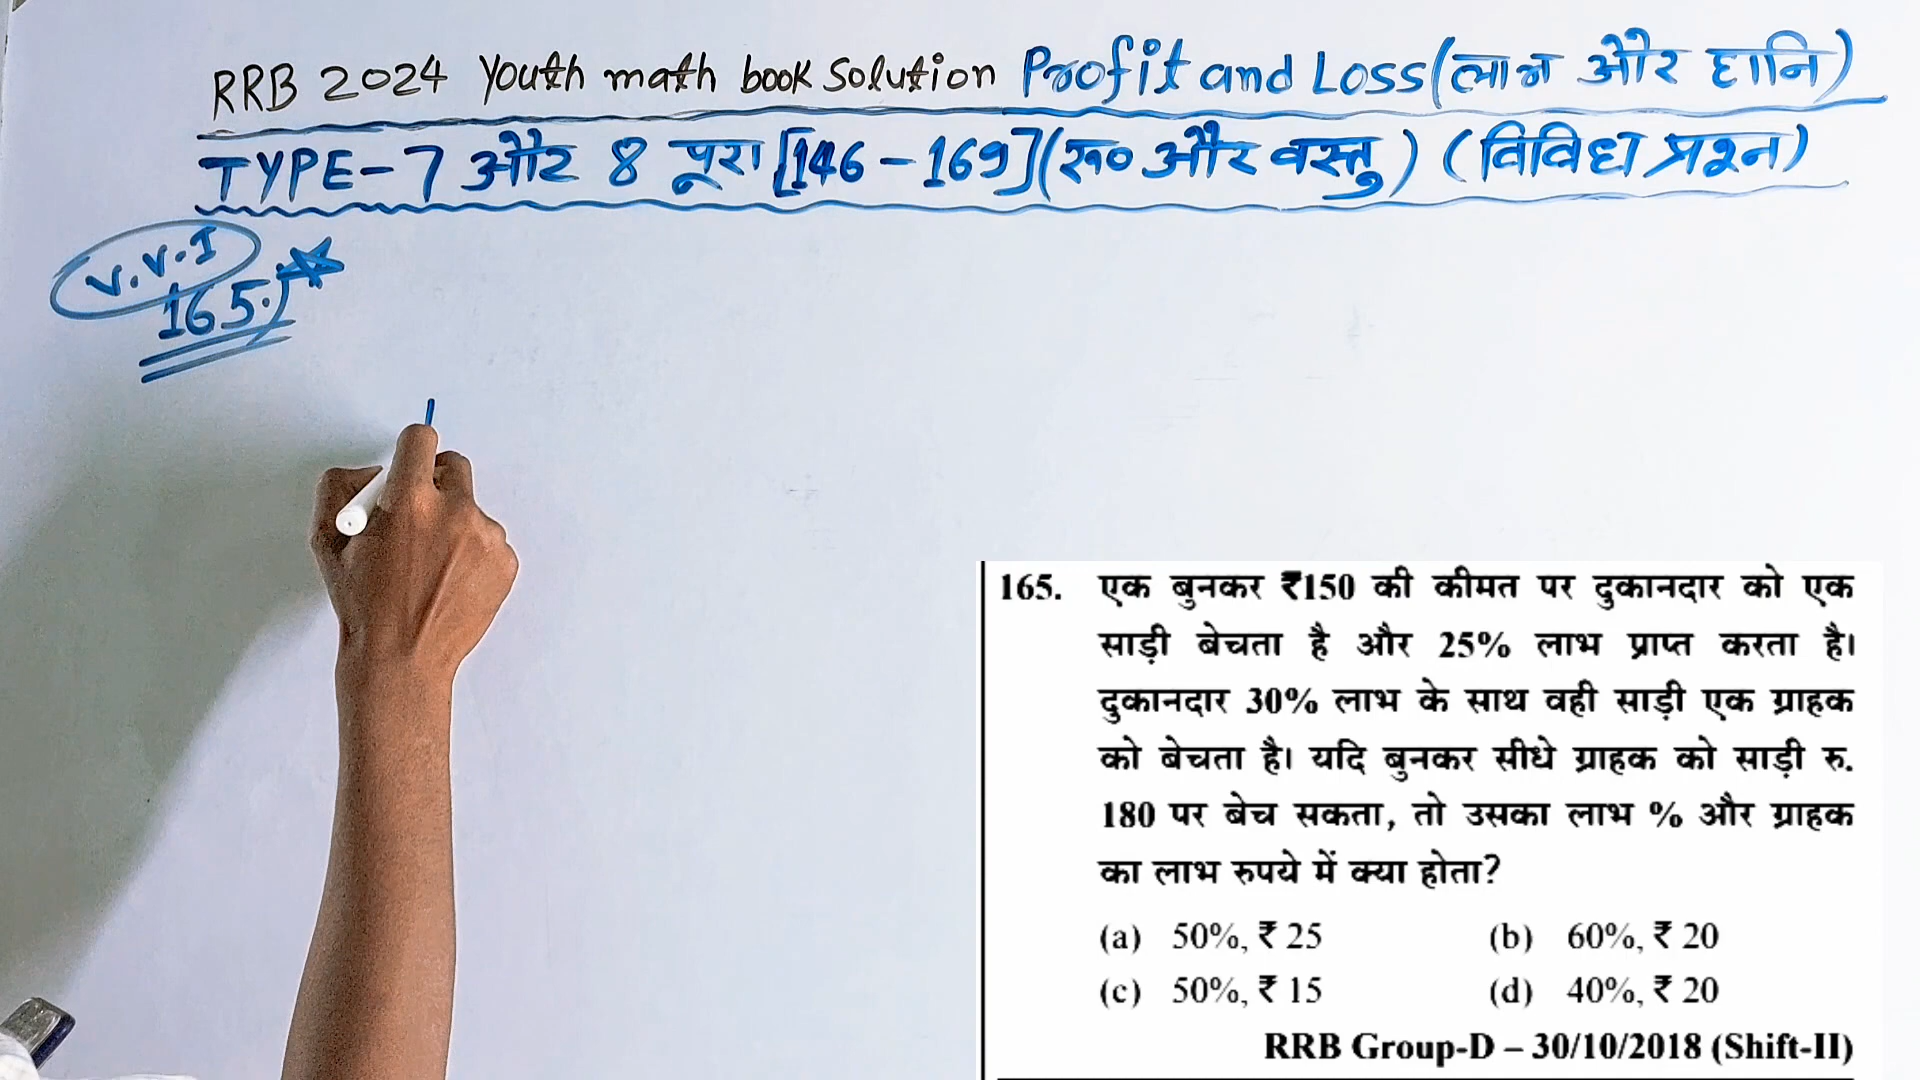 RRB 2024 Youth math book Solution Profit and Loss (लाभ और हानि)
TYPE-7 और 8 पूरा [146-169] (रु० और वस्तु) (विविध प्रश्न)
V.V.I
165.)
165. एक बुनकर ₹150 की कीमत पर दुकानदार को एक
साड़ी बेचता है और 25% लाभ प्राप्त करता है।
दुकानदार 30% लाभ के साथ वही साड़ी एक ग्राहक
को बेचता है। यदि बुनकर सीधे ग्राहक को साड़ी रु.
180 पर बेच सकता, तो उसका लाभ % और ग्राहक
का लाभ रुपये में क्या होता?
(a) 50%, ₹ 25 (b) 60%, ₹ 20
(c) 50%, ₹ 15 (d) 40%, ₹ 20
RRB Group-D – 30/10/2018 (Shift-II)